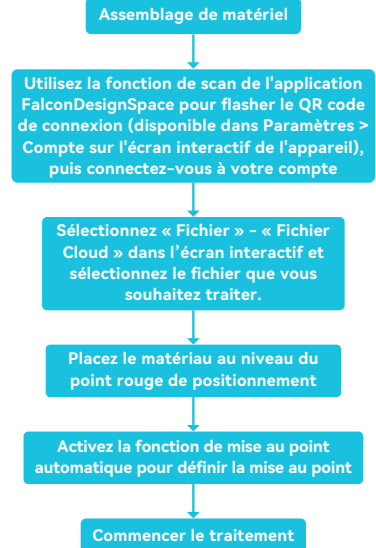 Assemblage de matériel
Utilisez la fonction de scan de l'application
FalconDesignSpace pour flasher le QR code
de connexion (disponible dans Paramètres >
Compte sur l'écran interactif de l'appareil),
puis connectez-vous à votre compte
Sélectionnez « Fichier » - « Fichier
Cloud » dans l’écran interactif et
sélectionnez le fichier que vous
souhaitez traiter.
Placez le matériau au niveau du
point rouge de positionnement
Activez la fonction de mise au point
automatique pour définir la mise au point
Commencer le traitement